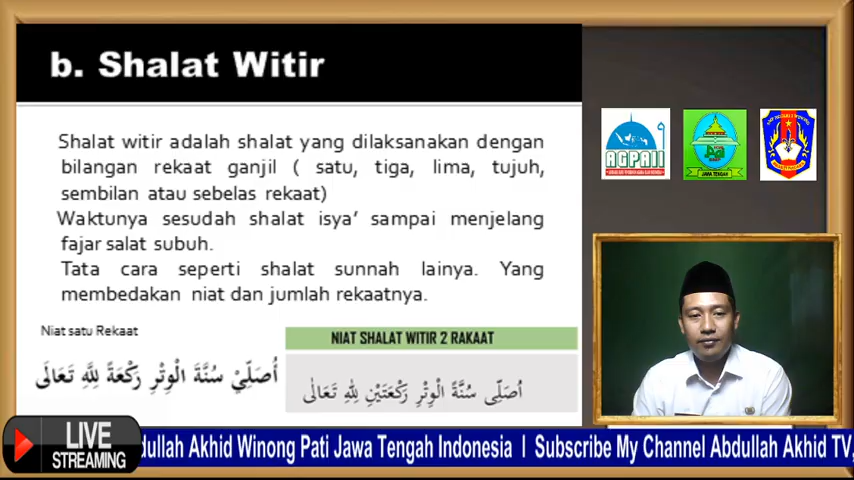 b. Shalat Witir
Shalat witir adalah shalat yang dilaksanakan dengan
bilangan rekaat ganjil ( satu, tiga, lima, tujuh,
sembilan atau sebelas rekaat)
Waktunya sesudah shalat isya’ sampai menjelang
fajar salat subuh.
Tata cara seperti shalat sunnah lainya. Yang
membedakan niat dan jumlah rekaatnya.
Niat satu Rekaat
أُصَلِّيْ سُنَّةَ الْوِتْرِ رَكْعَةً لِلَّهِ تَعَالَى
NIAT SHALAT WITIR 2 RAKAAT
اُصَلِّى سُنَّةً الْوِتْرِ رَكْعَتَيْنِ لِلّٰهِ تَعَالٰى
AGPAII
JAWA TENGAH
LIVE
STREAMING
dullah Akhid Winong Pati Jawa Tengah Indonesia I Subscribe My Channel Abdullah Akhid TV,